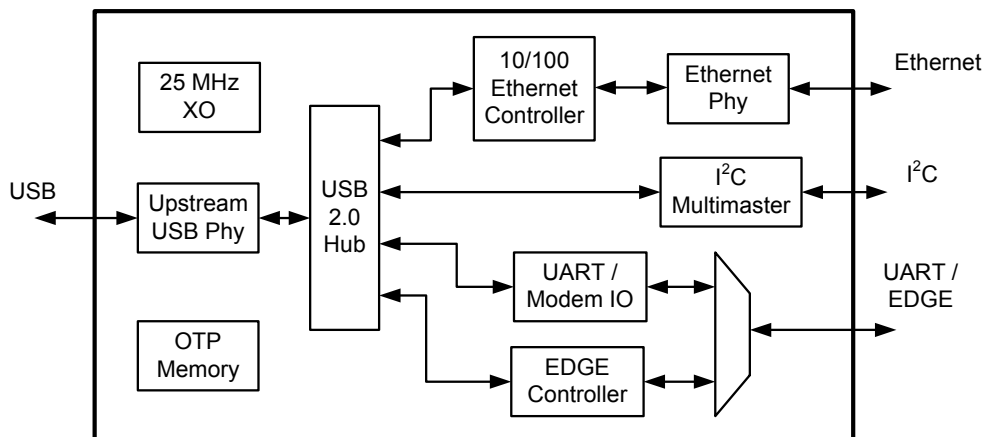 25 MHz
XO
10/100
Ethernet
Controller
Ethernet
Phy
Ethernet
USB
Upstream
USB Phy
USB
2.0
Hub
I²C
Multimaster
I²C
UART /
Modem IO
UART /
EDGE
OTP
Memory
EDGE
Controller